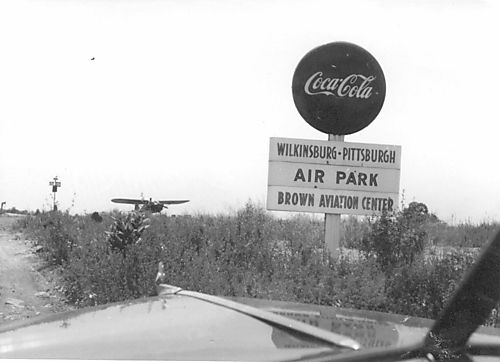 Coca-Cola
WILKINSBURG-PITTSBURGH
AIR PARK
BROWN AVIATION CENTER